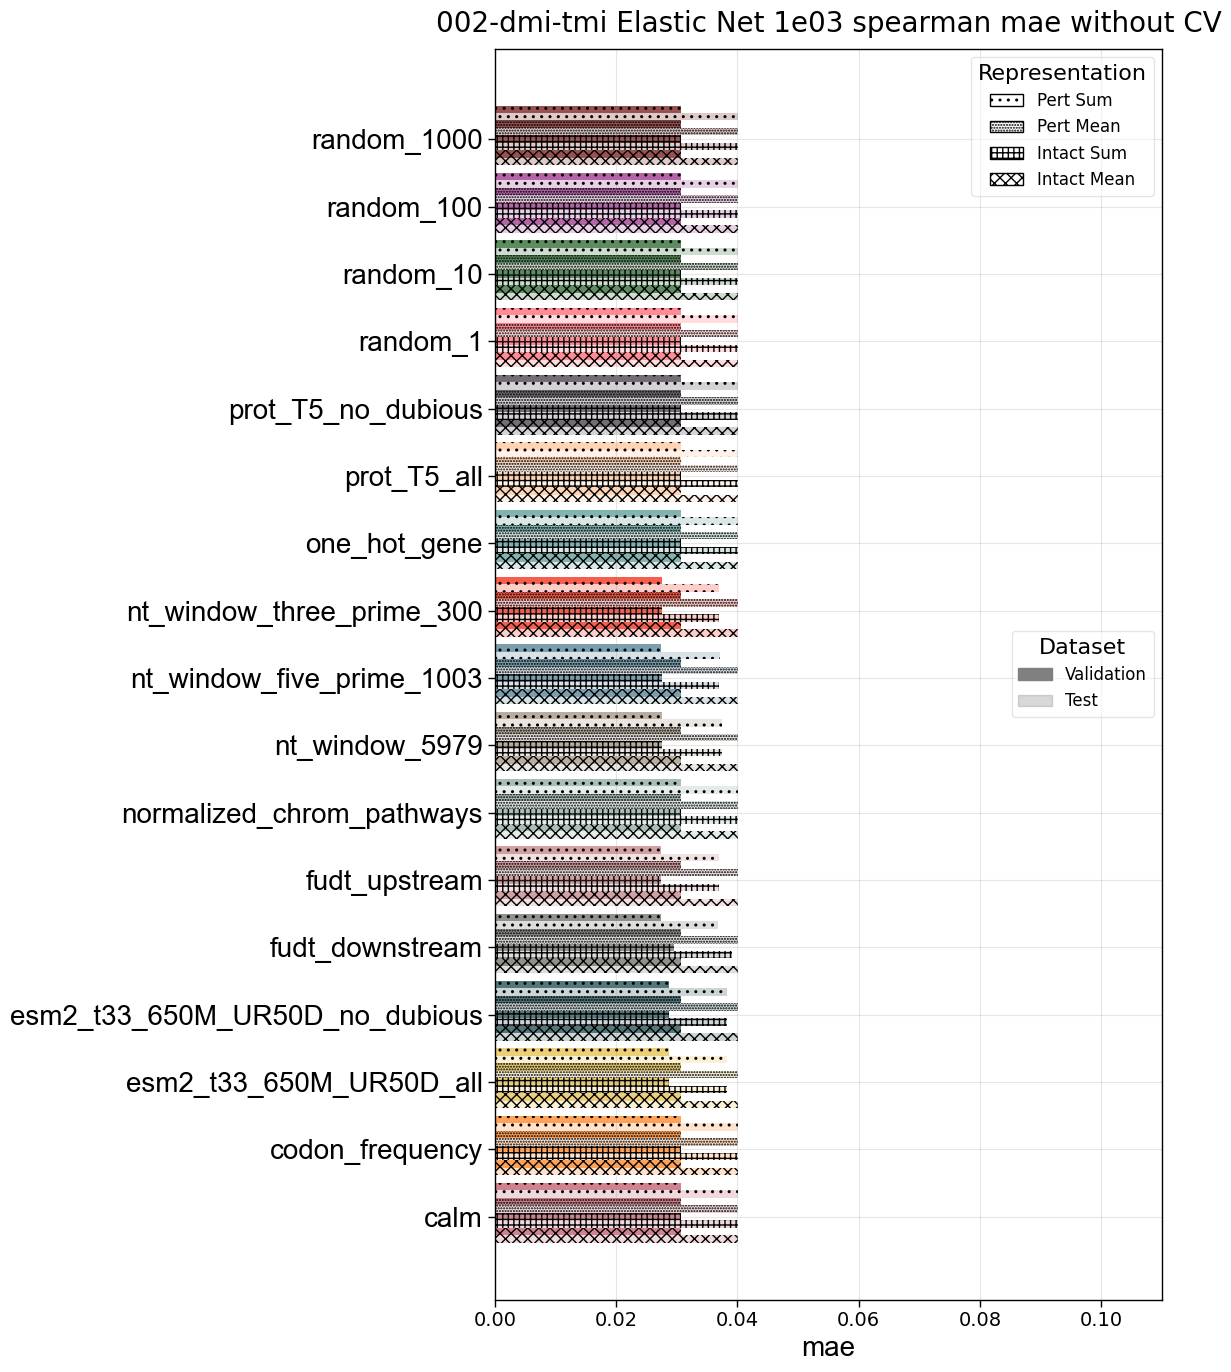 002-dmi-tmi Elastic Net 1e03 spearman mae without CV
Representation
Pert Sum
Pert Mean
Intact Sum
Intact Mean
random_1000
random_100
random_10
random_1
prot_T5_no_dubious
prot_T5_all
one_hot_gene
nt_window_three_prime_300
nt_window_five_prime_1003
nt_window_5979
normalized_chrom_pathways
fudt_upstream
fudt_downstream
esm2_t33_650M_UR50D_no_dubious
esm2_t33_650M_UR50D_all
codon_frequency
calm
Dataset
Validation
Test
0.00 0.02 0.04 0.06 0.08 0.10
mae